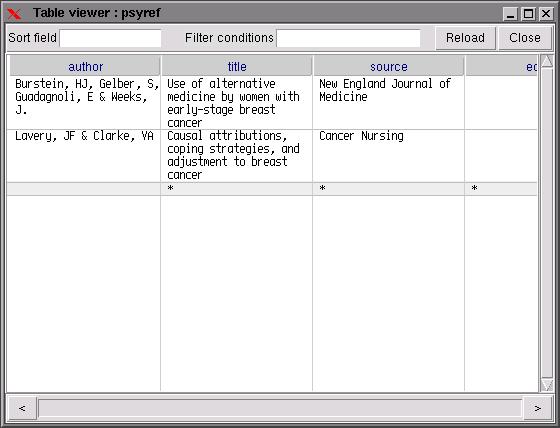 Table viewer : psyref
Sort field Filter conditions Reload Close
author title source ed
Burstein, HJ, Gelber, S, Use of alternative New England Journal of
Guadagnoli, E & Weeks, medicine by women with Medicine
J. early-stage breast
cancer
Lavery, JF & Clarke, VA Causal attributions, Cancer Nursing
coping strategies, and
adjustment to breast
cancer
* * *
< >